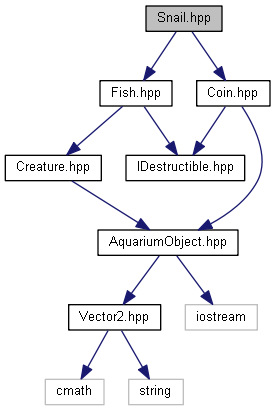 Snail.hpp
Fish.hpp
Coin.hpp
Creature.hpp
IDestructible.hpp
AquariumObject.hpp
Vector2.hpp
iostream
cmath
string